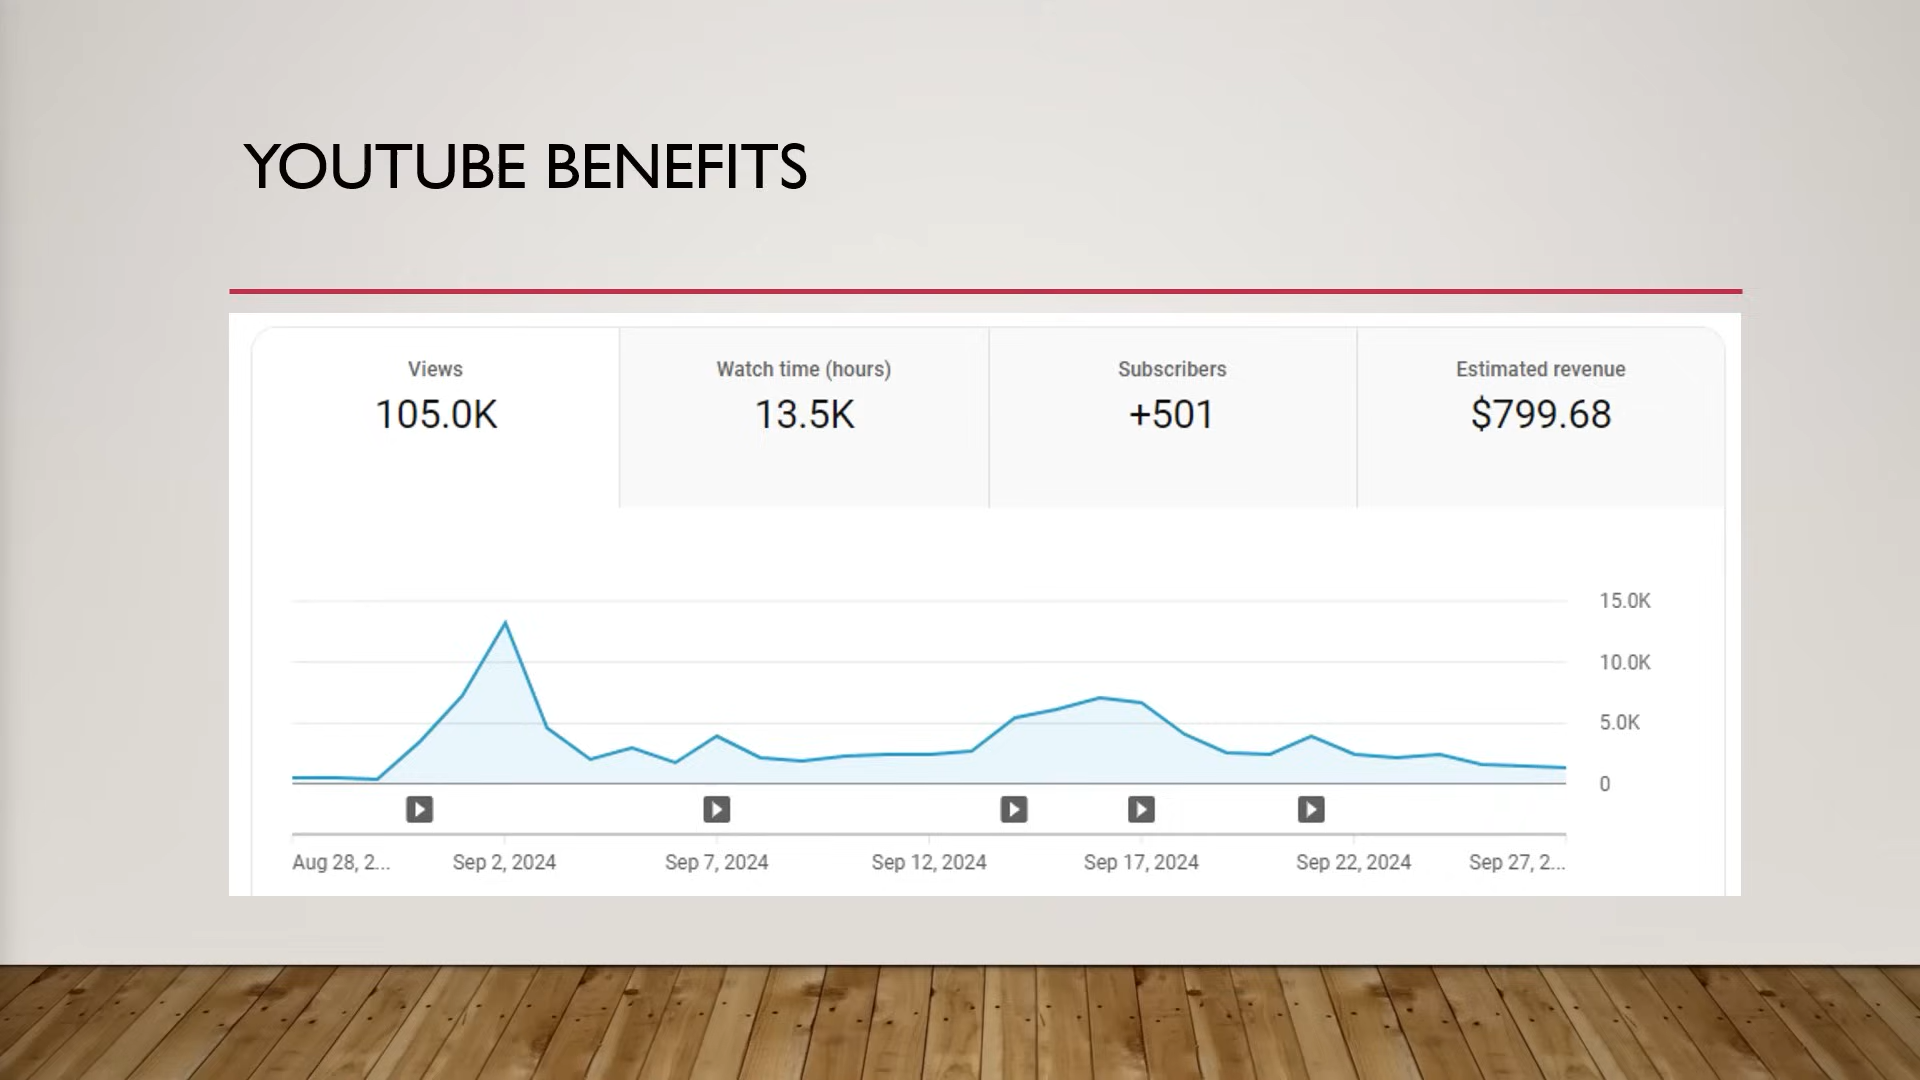 YOUTUBE BENEFITS
Views
105.0K
Watch time (hours)
13.5K
Subscribers
+501
Estimated revenue
$799.68
15.0K
10.0K
5.0K
0
Aug 28, 2... Sep 2, 2024 Sep 7, 2024 Sep 12, 2024 Sep 17, 2024 Sep 22, 2024 Sep 27, 2...